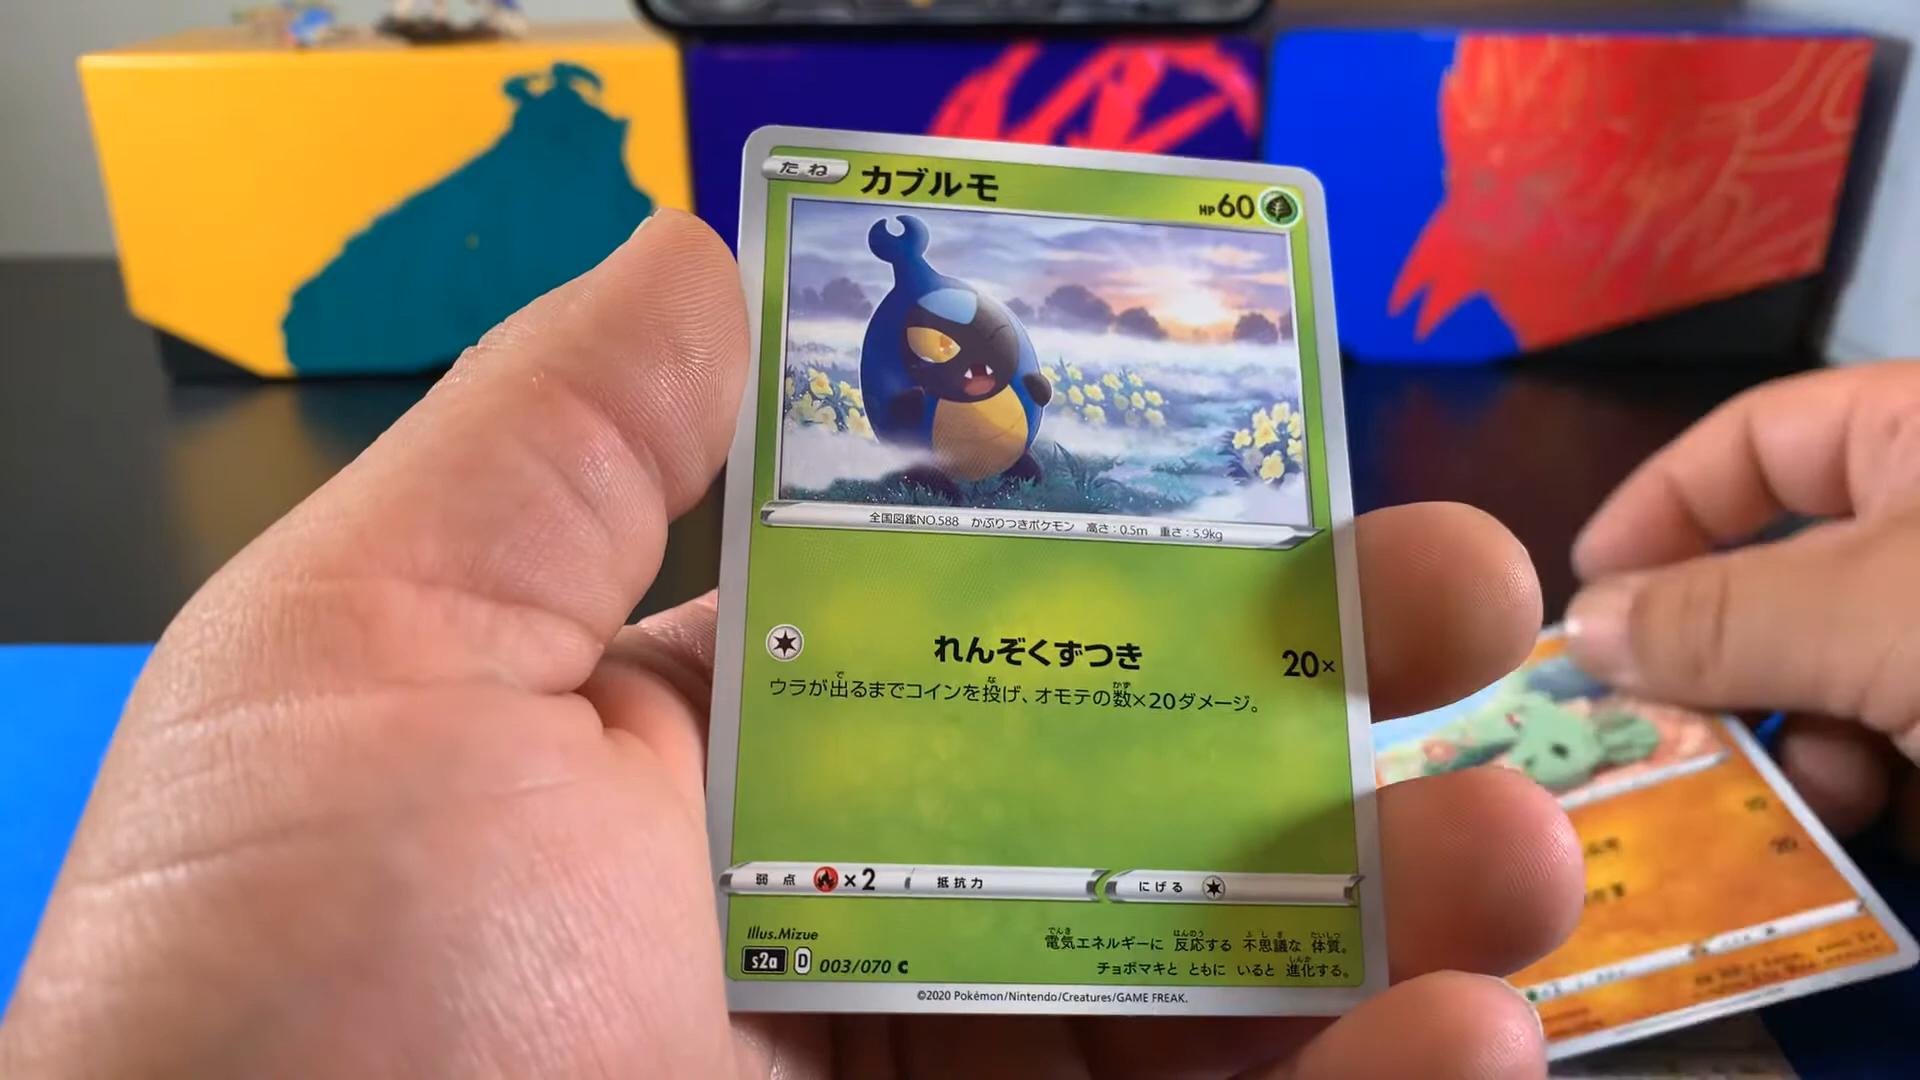 たね カブルモ HP60
全国図鑑NO.588 かぶりつきポケモン 高さ:0.5m 重さ:5.9kg
れんぞくずつき 20×
ウラが出るまでコインを投げ、オモテの数×20ダメージ。
弱点 ×2 抵抗力 にげる
Illus.Mizue
電気エネルギーに 反応する 不思議な 体質。
s2a D 003/070 C
チョボマキと ともに いると 進化する。
©2020 Pokémon/Nintendo/Creatures/GAME FREAK.
20